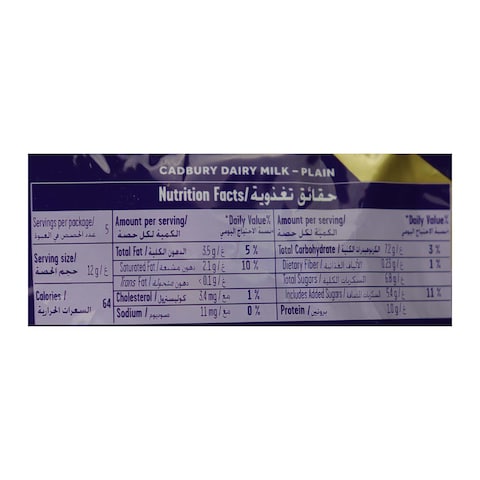 CADBURY DAIRY MILK – PLAIN
Nutrition Facts/حقائق تغذوية
Servings per package/ 5
عدد الحصص في العبوة
Serving size/ 12g/غ
حجم الحصة
Calories/ 64
السعرات الحرارية
Amount per serving/ *Daily Value%
الكمية لكل حصة نسبة الاحتياج اليومي*
Total Fat/الدهون الكلية 3.5g/غ 5 %
Saturated Fat/دهون مشبعة 2.1g/غ 10 %
Trans Fat/دهون متحولة <0.1g/غ
Cholesterol/كوليسترول 3.4mg/مغ 1 %
Sodium/صوديوم 11mg/مغ 0 %
Amount per serving/ *Daily Value%
الكمية لكل حصة نسبة الاحتياج اليومي*
Total Carbohydrate/الكربوهيدرات الكلية 7.2g/غ 3 %
Dietary Fiber/الألياف الغذائية 0.23g/غ 1 %
Total Sugars/السكريات الكلية 6.8g/غ
Includes Added Sugars/السكريات المضافة 5.4g/غ 11 %
Protein/بروتين 1.0g/غ